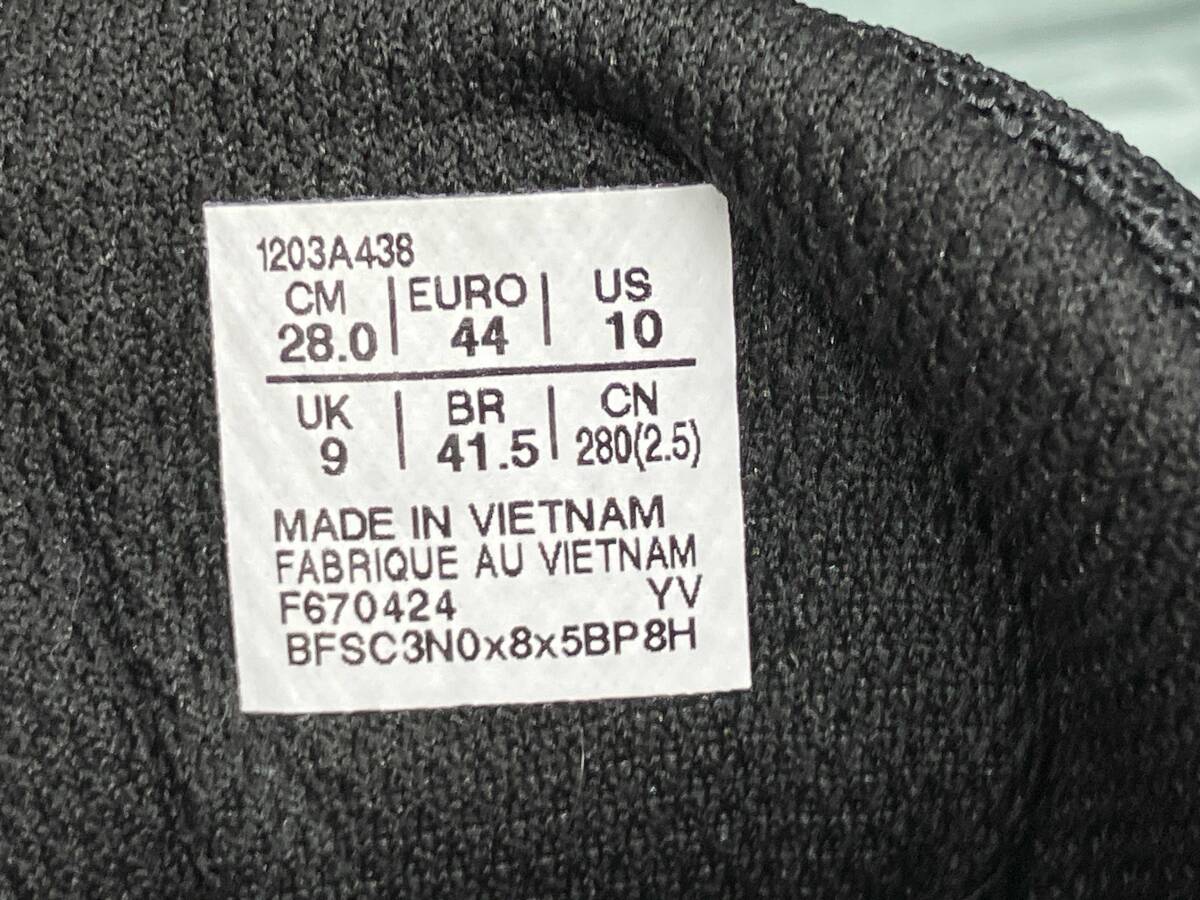 1203A438
CM | EURO | US
28.0 | 44 | 10
UK | BR | CN
9 | 41.5 | 280(2.5)
MADE IN VIETNAM
FABRIQUE AU VIETNAM
F670424 YV
BFSC3N0x8x5BP8H